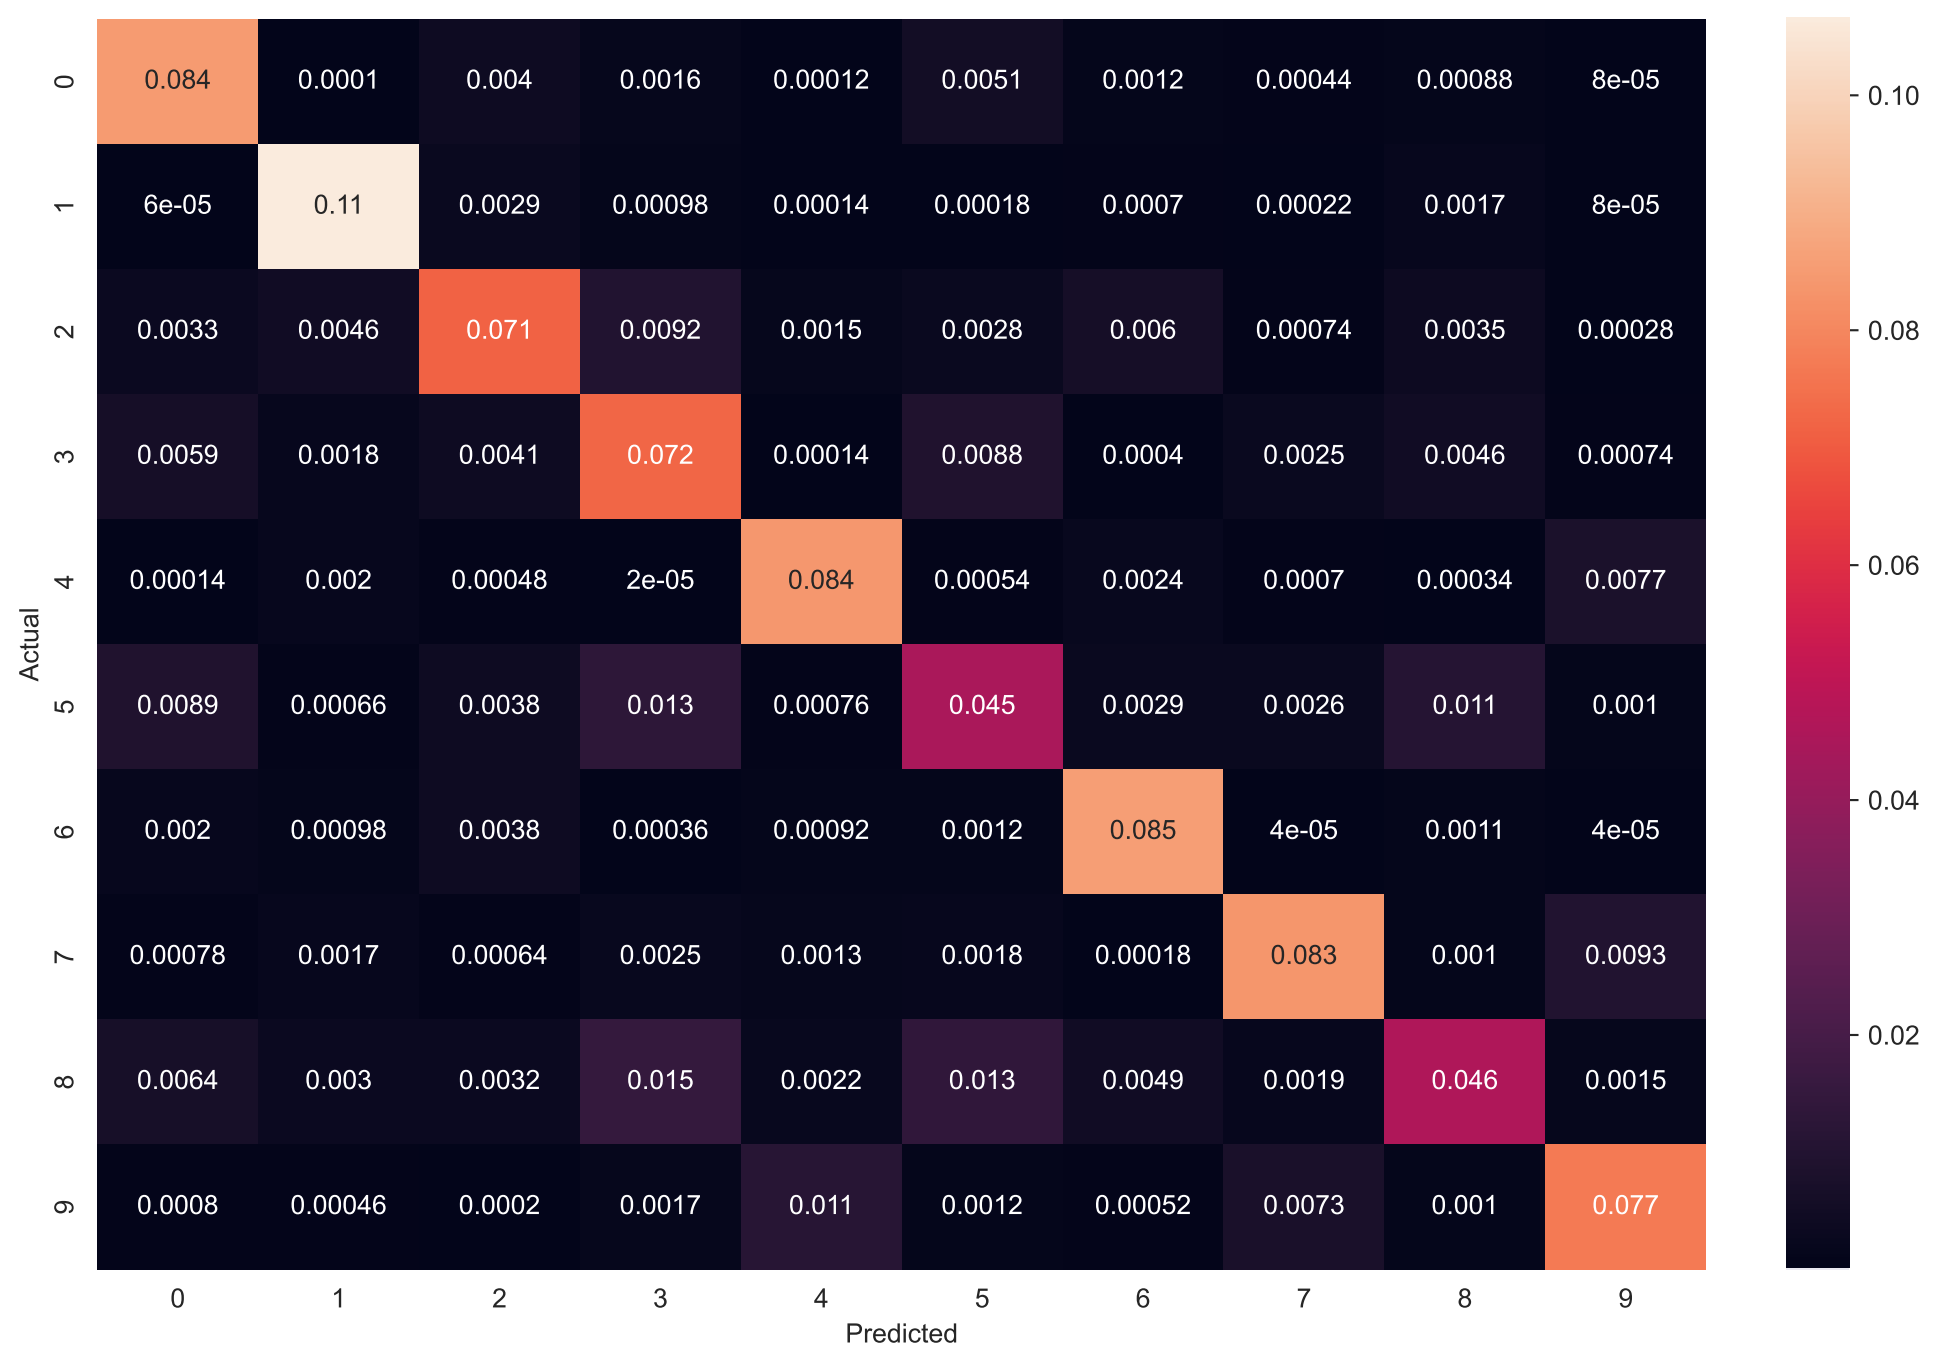 0 0.084 0.0001 0.004 0.0016 0.00012 0.0051 0.0012 0.00044 0.00088 8e-05
1 6e-05 0.11 0.0029 0.00098 0.00014 0.00018 0.0007 0.00022 0.0017 8e-05
2 0.0033 0.0046 0.071 0.0092 0.0015 0.0028 0.006 0.00074 0.0035 0.00028
3 0.0059 0.0018 0.0041 0.072 0.00014 0.0088 0.0004 0.0025 0.0046 0.00074
4 0.00014 0.002 0.00048 2e-05 0.084 0.00054 0.0024 0.0007 0.00034 0.0077
Actual
5 0.0089 0.00066 0.0038 0.013 0.00076 0.045 0.0029 0.0026 0.011 0.001
6 0.002 0.00098 0.0038 0.00036 0.00092 0.0012 0.085 4e-05 0.0011 4e-05
7 0.00078 0.0017 0.00064 0.0025 0.0013 0.0018 0.00018 0.083 0.001 0.0093
8 0.0064 0.003 0.0032 0.015 0.0022 0.013 0.0049 0.0019 0.046 0.0015
9 0.0008 0.00046 0.0002 0.0017 0.011 0.0012 0.00052 0.0073 0.001 0.077
0 1 2 3 4 5 6 7 8 9
Predicted
0.10
0.08
0.06
0.04
0.02